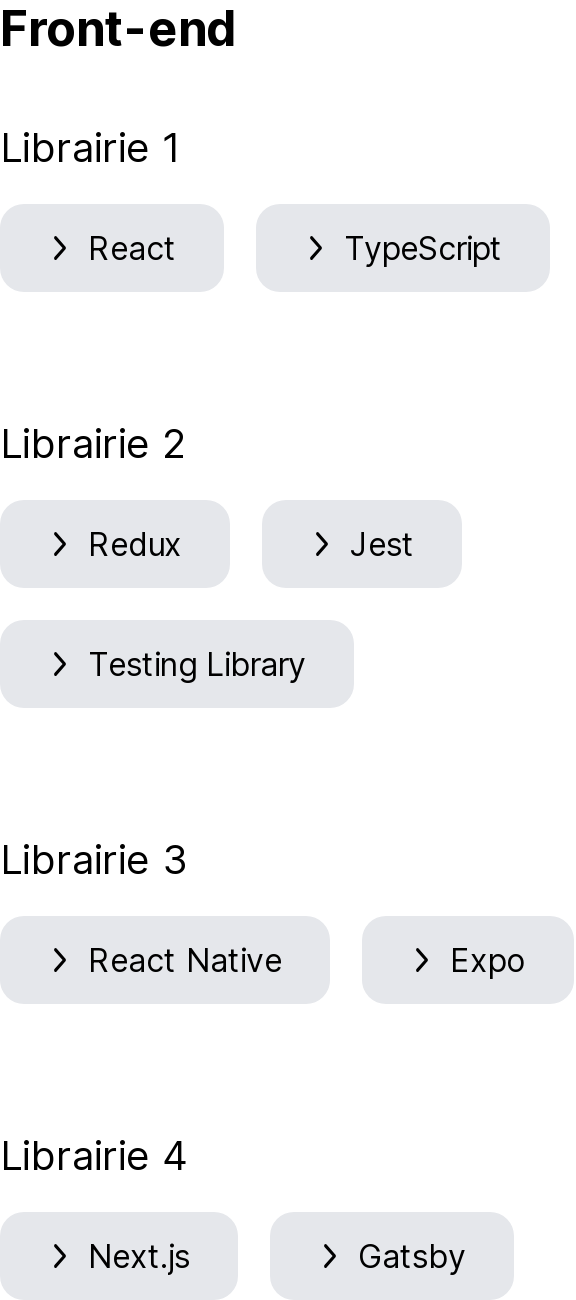 Front-end
Librairie 1
React TypeScript
Librairie 2
Redux Jest
Testing Library
Librairie 3
React Native Expo
Librairie 4
Next.js Gatsby